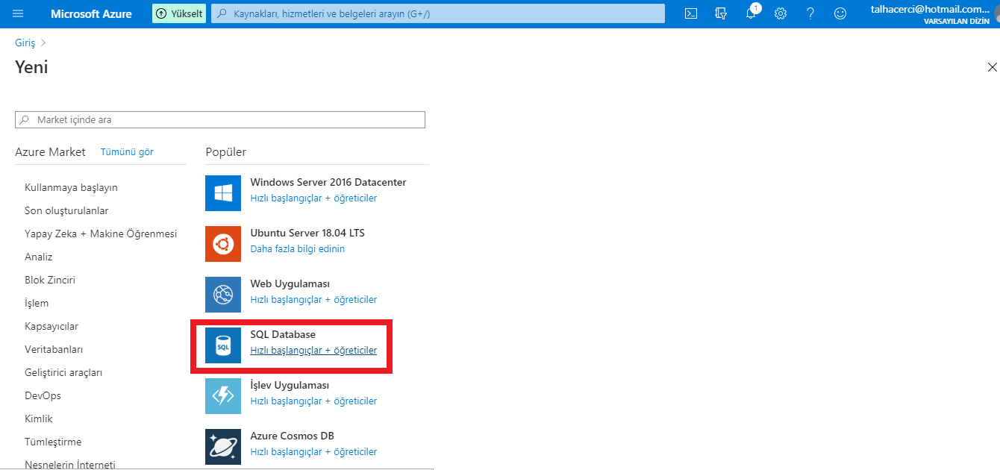 Microsoft Azure
Yükselt
Kaynakları, hizmetleri ve belgeleri arayın (G+/)
1
talhacerci@hotmail.com...
VARSAYILAN DİZİN
Giriş
Yeni
Market içinde ara
Azure Market
Tümünü gör
Kullanmaya başlayın
Son oluşturulanlar
Yapay Zeka + Makine Öğrenmesi
Analiz
Blok Zinciri
İşlem
Kapsayıcılar
Veritabanları
Geliştirici araçları
DevOps
Kimlik
Tümleştirme
Nesnelerin İnterneti
Popüler
Windows Server 2016 Datacenter
Hızlı başlangıçlar + öğreticiler
Ubuntu Server 18.04 LTS
Daha fazla bilgi edinin
Web Uygulaması
Hızlı başlangıçlar + öğreticiler
SQL
SQL Database
Hızlı başlangıçlar + öğreticiler
İşlev Uygulaması
Hızlı başlangıçlar + öğreticiler
Azure Cosmos DB
Hızlı başlangıçlar + öğreticiler